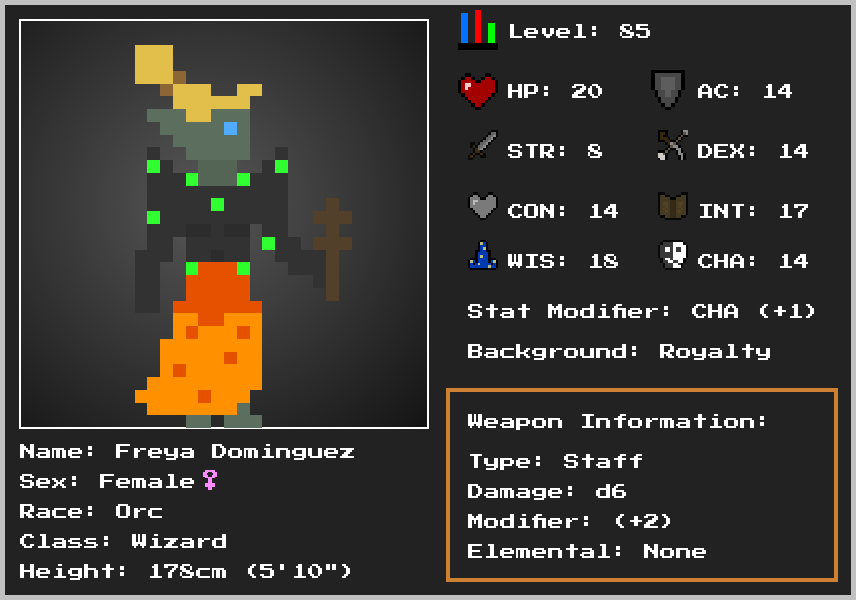 Level: 85
HP: 20
AC: 14
STR: 8
DEX: 14
CON: 14
INT: 17
WIS: 18
CHA: 14
Stat Modifier: CHA (+1)
Background: Royalty
Weapon Information:
Type: Staff
Damage: d6
Modifier: (+2)
Elemental: None
Name: Freya Dominguez
Sex: Female♀
Race: Orc
Class: Wizard
Height: 178cm (5'10")